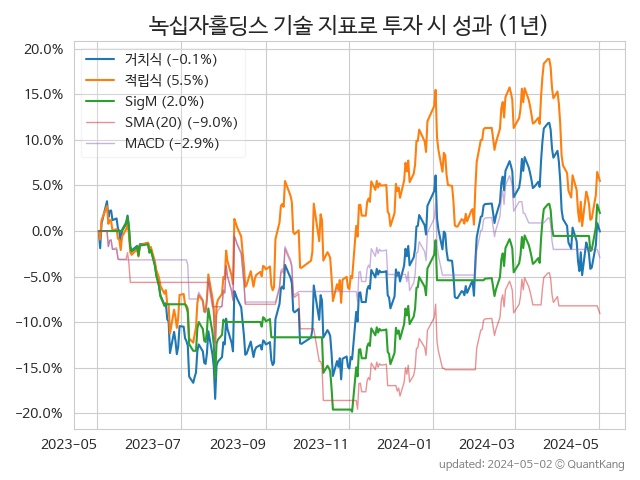 녹십자홀딩스 기술 지표로 투자 시 성과 (1년)
20.0%
15.0%
10.0%
5.0%
0.0%
−5.0%
−10.0%
−15.0%
−20.0%
거치식 (−0.1%)
적립식 (5.5%)
SigM (2.0%)
SMA(20) (−9.0%)
MACD (−2.9%)
2023-05 2023-07 2023-09 2023-11 2024-01 2024-03 2024-05
updated: 2024-05-02 © QuantKang